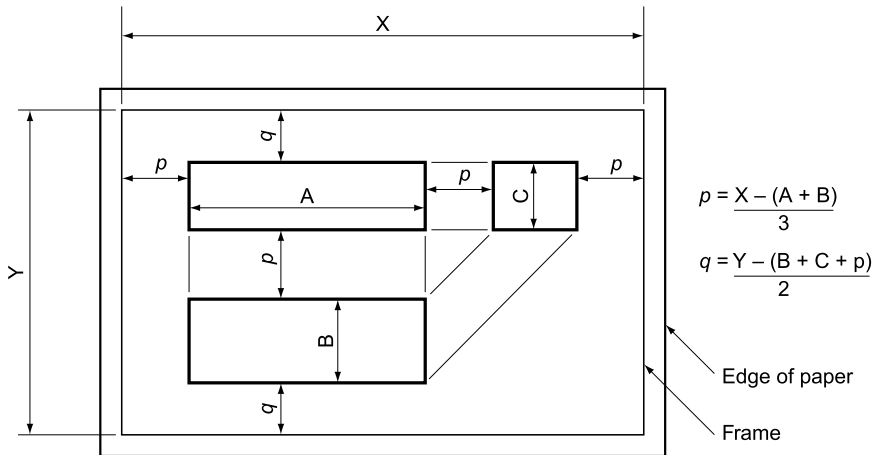 X
q
p
p
p
A
C
p = X – (A + B)
3
Y
p
q = Y – (B + C + p)
2
B
q
Edge of paper
Frame